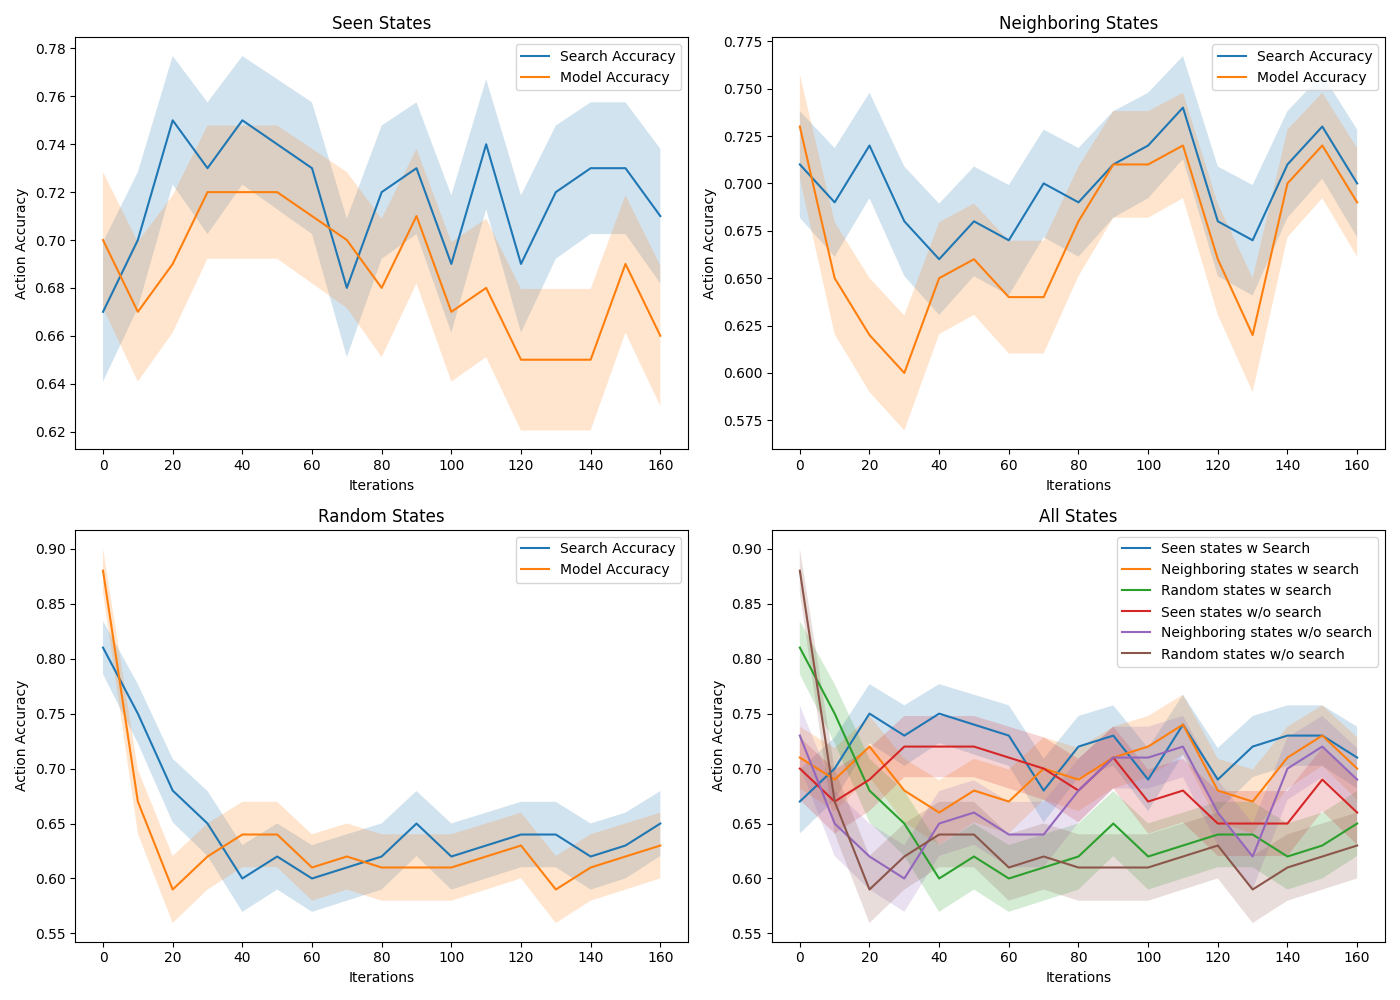 Seen States
Action Accuracy
0.78
0.76
0.74
0.72
0.70
0.68
0.66
0.64
0.62
Search Accuracy
Model Accuracy
0 20 40 60 80 100 120 140 160
Iterations
Neighboring States
Action Accuracy
0.775
0.750
0.725
0.700
0.675
0.650
0.625
0.600
0.575
Search Accuracy
Model Accuracy
0 20 40 60 80 100 120 140 160
Iterations
Random States
Action Accuracy
0.90
0.85
0.80
0.75
0.70
0.65
0.60
0.55
Search Accuracy
Model Accuracy
0 20 40 60 80 100 120 140 160
Iterations
All States
Action Accuracy
0.90
0.85
0.80
0.75
0.70
0.65
0.60
0.55
Seen states w Search
Neighboring states w search
Random states w search
Seen states w/o search
Neighboring states w/o search
Random states w/o search
0 20 40 60 80 100 120 140 160
Iterations